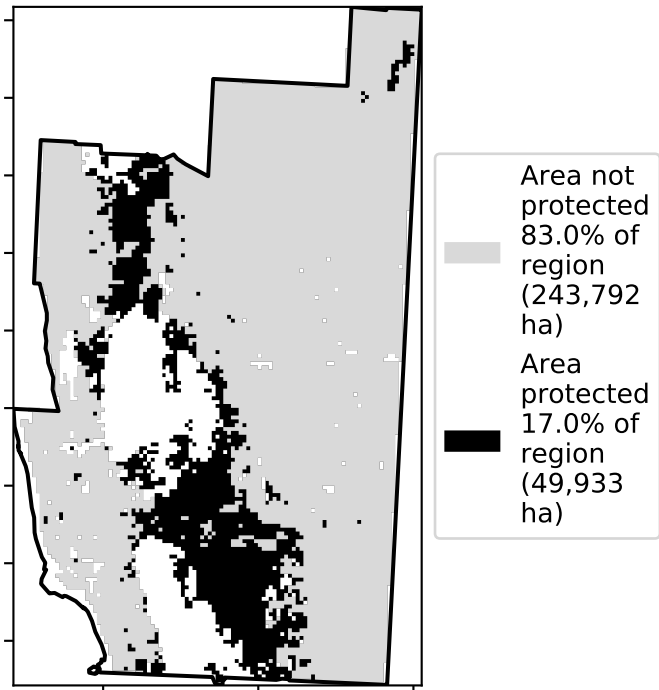 Area not
protected
83.0% of
region
(243,792
ha)
Area
protected
17.0% of
region
(49,933
ha)